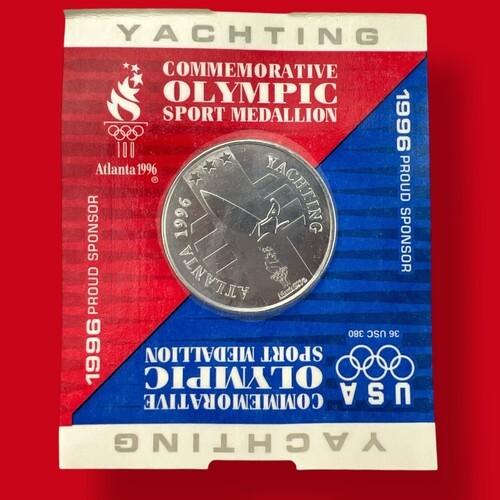 YACHTING
COMMEMORATIVE
OLYMPIC
SPORT MEDALLION
100
Atlanta 1996
®
1996 PROUD SPONSOR
YACHTING
ATLANTA 1996
1996 PROUD SPONSOR
36 USC 380
USA
COMMEMORATIVE
OLYMPIC
SPORT MEDALLION
YACHTING